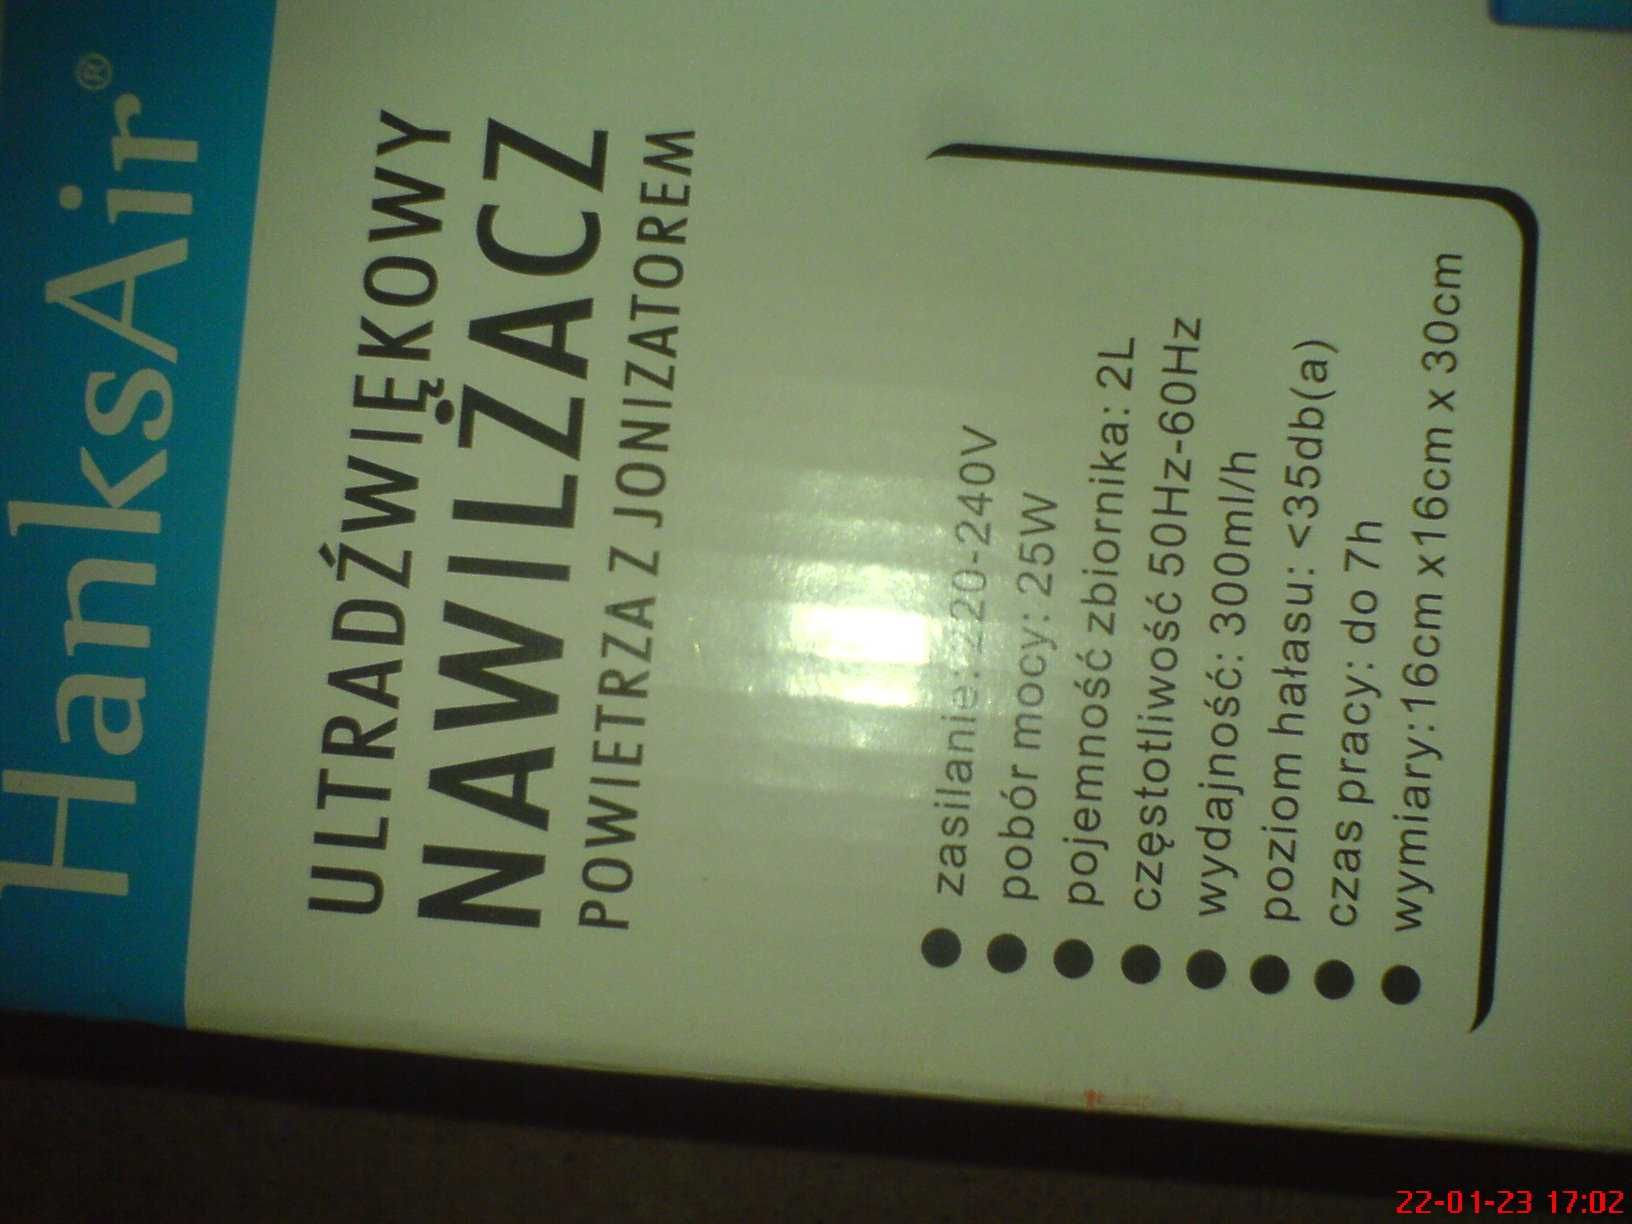 HanksAir®
ULTRADŹWIĘKOWY
NAWILŻACZ
POWIETRZA Z JONIZATOREM
● zasilanie: 220-240V
● pobór mocy: 25W
● pojemność zbiornika: 2L
● częstotliwość 50Hz-60Hz
● wydajność: 300ml/h
● poziom hałasu: <35db(a)
● czas pracy: do 7h
● wymiary:16cm x16cm x 30cm
22-01-23 17:02